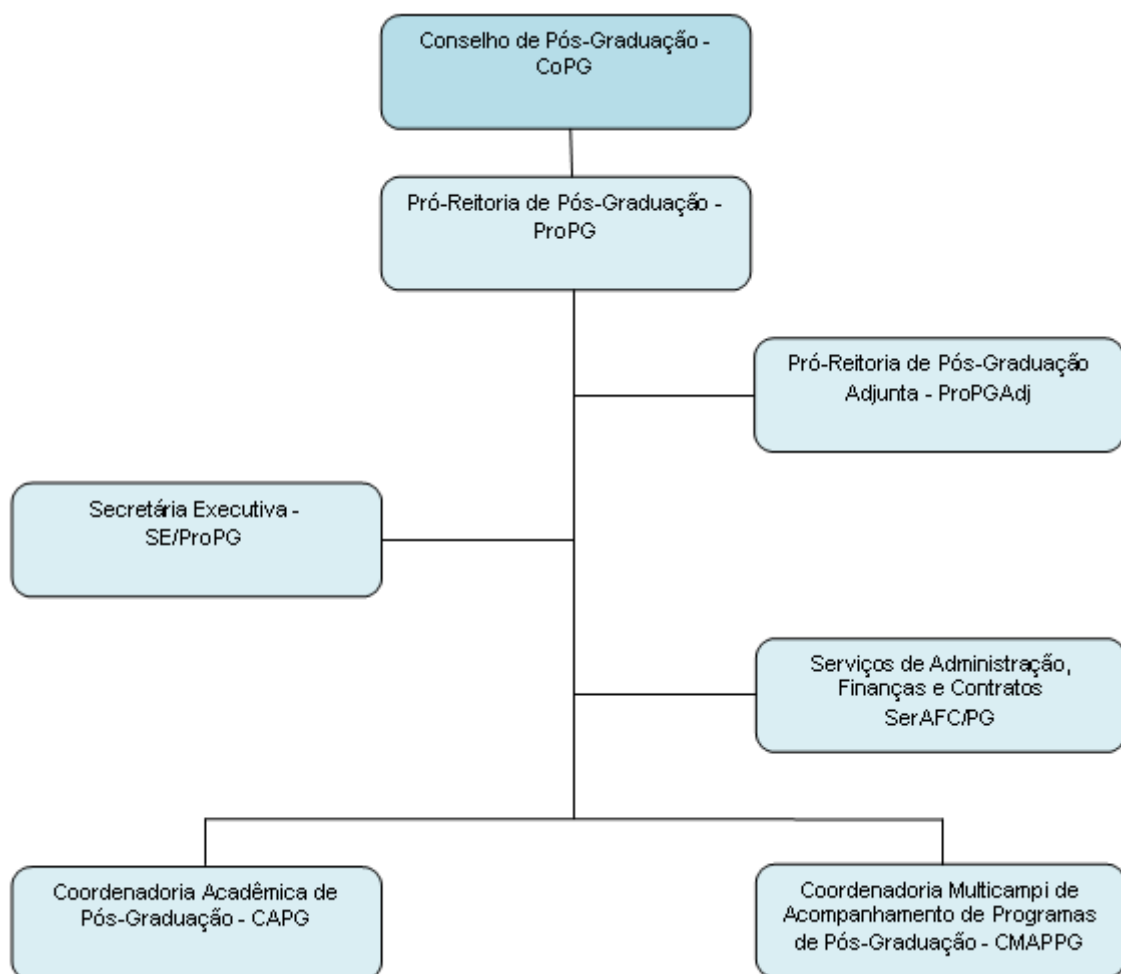 Conselho de Pós-Graduação -
CoPG
Pró-Reitoria de Pós-Graduação -
ProPG
Pró-Reitoria de Pós-Graduação
Adjunta - ProPGAdj
Secretária Executiva -
SE/ProPG
Serviços de Administração,
Finanças e Contratos
SerAFC/PG
Coordenadoria Acadêmica de
Pós-Graduação - CAPG
Coordenadoria Multicampi de
Acompanhamento de Programas
de Pós-Graduação - CMAPPG